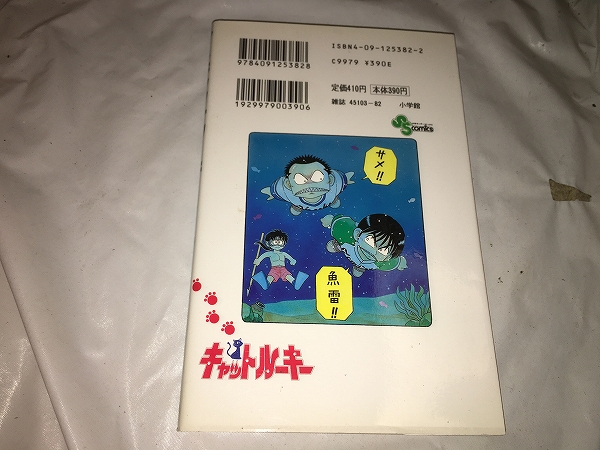 ISBN4-09-125382-2
C9979 ¥390E
9784091253828
定価410円 本体390円
雑誌 45103-82 小学館
1929979003906
comics
サメ!!
魚雷!!
キャットルーキー